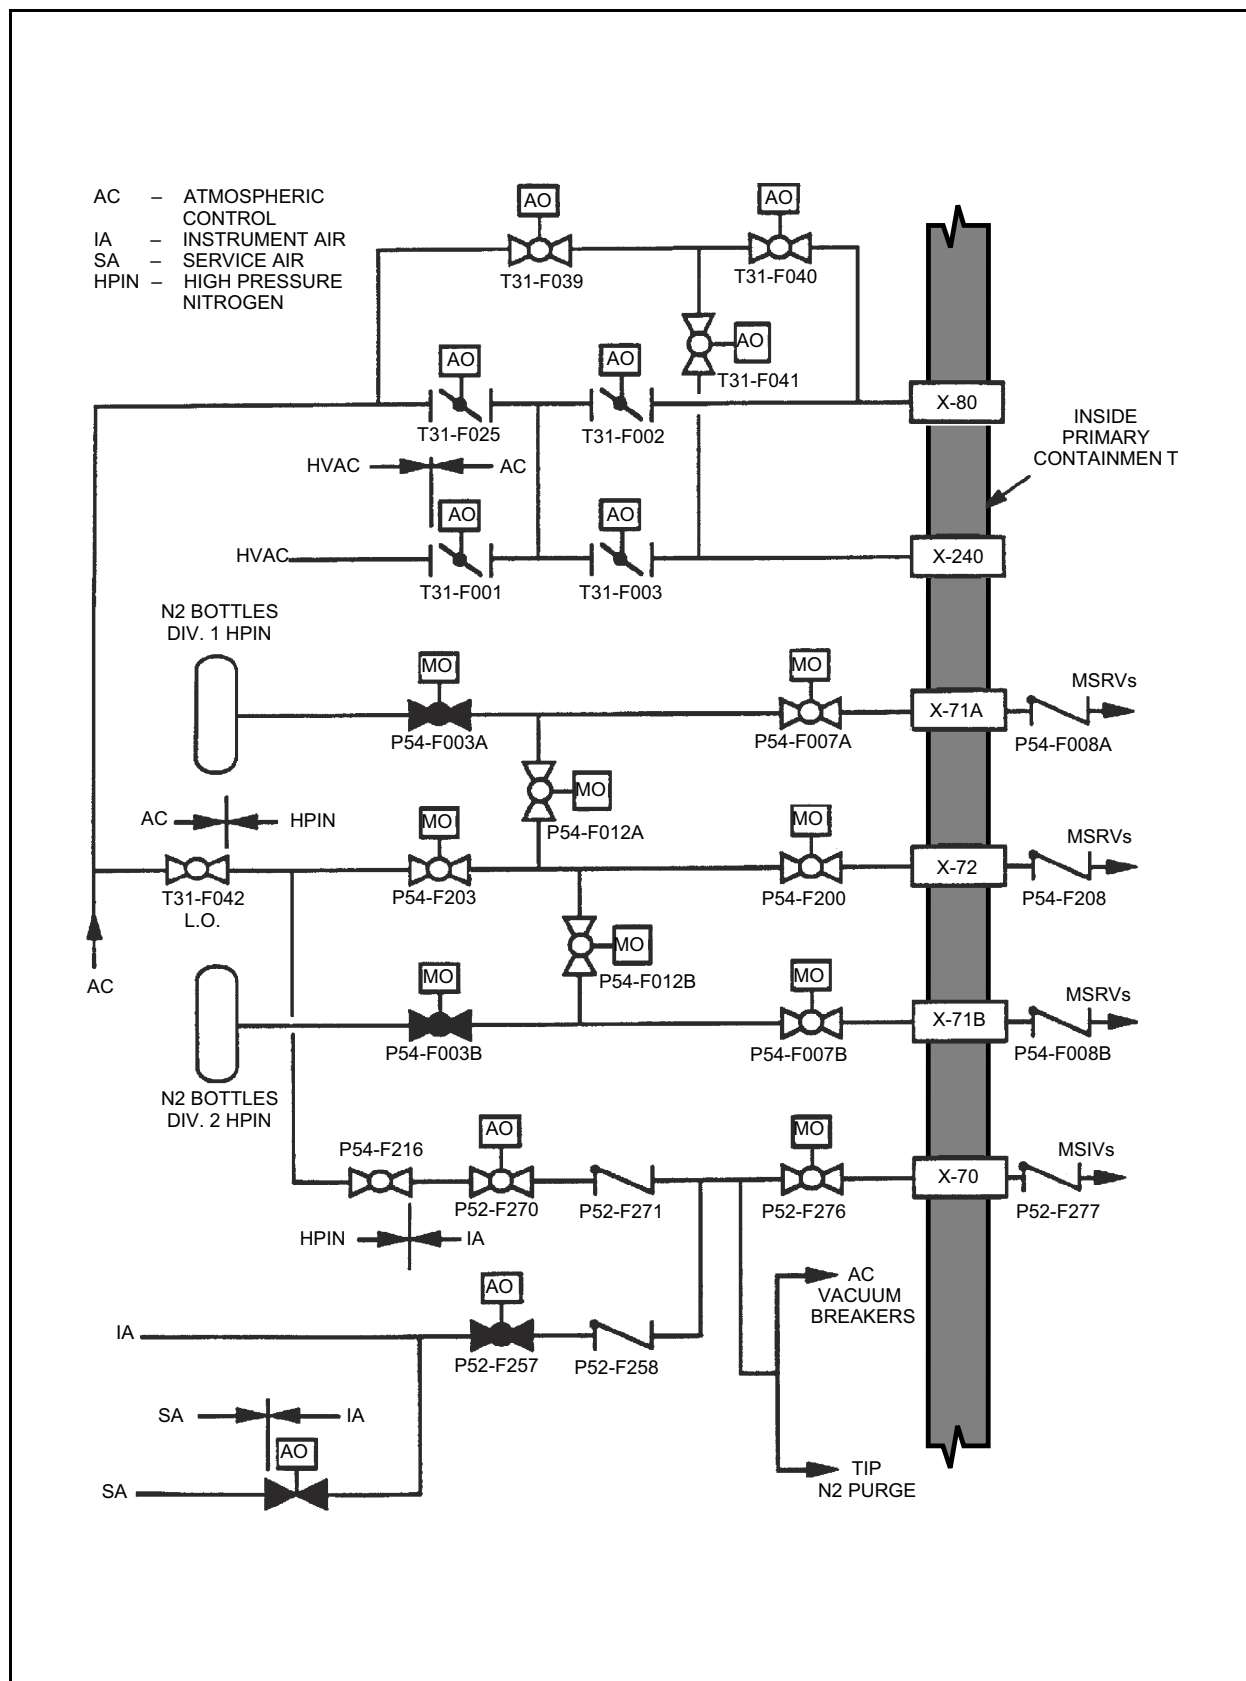 AC – ATMOSPHERIC
CONTROL
IA – INSTRUMENT AIR
SA – SERVICE AIR
HPIN – HIGH PRESSURE
NITROGEN
AO
T31-F039
AO
T31-F040
AO
T31-F041
AO
T31-F025
AO
T31-F002
X-80
INSIDE
PRIMARY
CONTAINMEN T
HVAC
AC
AO
T31-F001
AO
T31-F003
HVAC
X-240
N2 BOTTLES
DIV. 1 HPIN
MO
P54-F003A
MO
P54-F007A
X-71A
MSRVs
P54-F008A
MO
P54-F012A
AC
HPIN
T31-F042
L.O.
MO
P54-F203
MO
P54-F200
X-72
MSRVs
P54-F208
MO
P54-F012B
AC
MO
P54-F003B
MO
P54-F007B
X-71B
MSRVs
P54-F008B
N2 BOTTLES
DIV. 2 HPIN
P54-F216
AO
P52-F270
P52-F271
MO
P52-F276
X-70
MSIVs
P52-F277
HPIN
IA
AC
VACUUM
BREAKERS
IA
AO
P52-F257
P52-F258
SA
IA
AO
SA
TIP
N2 PURGE